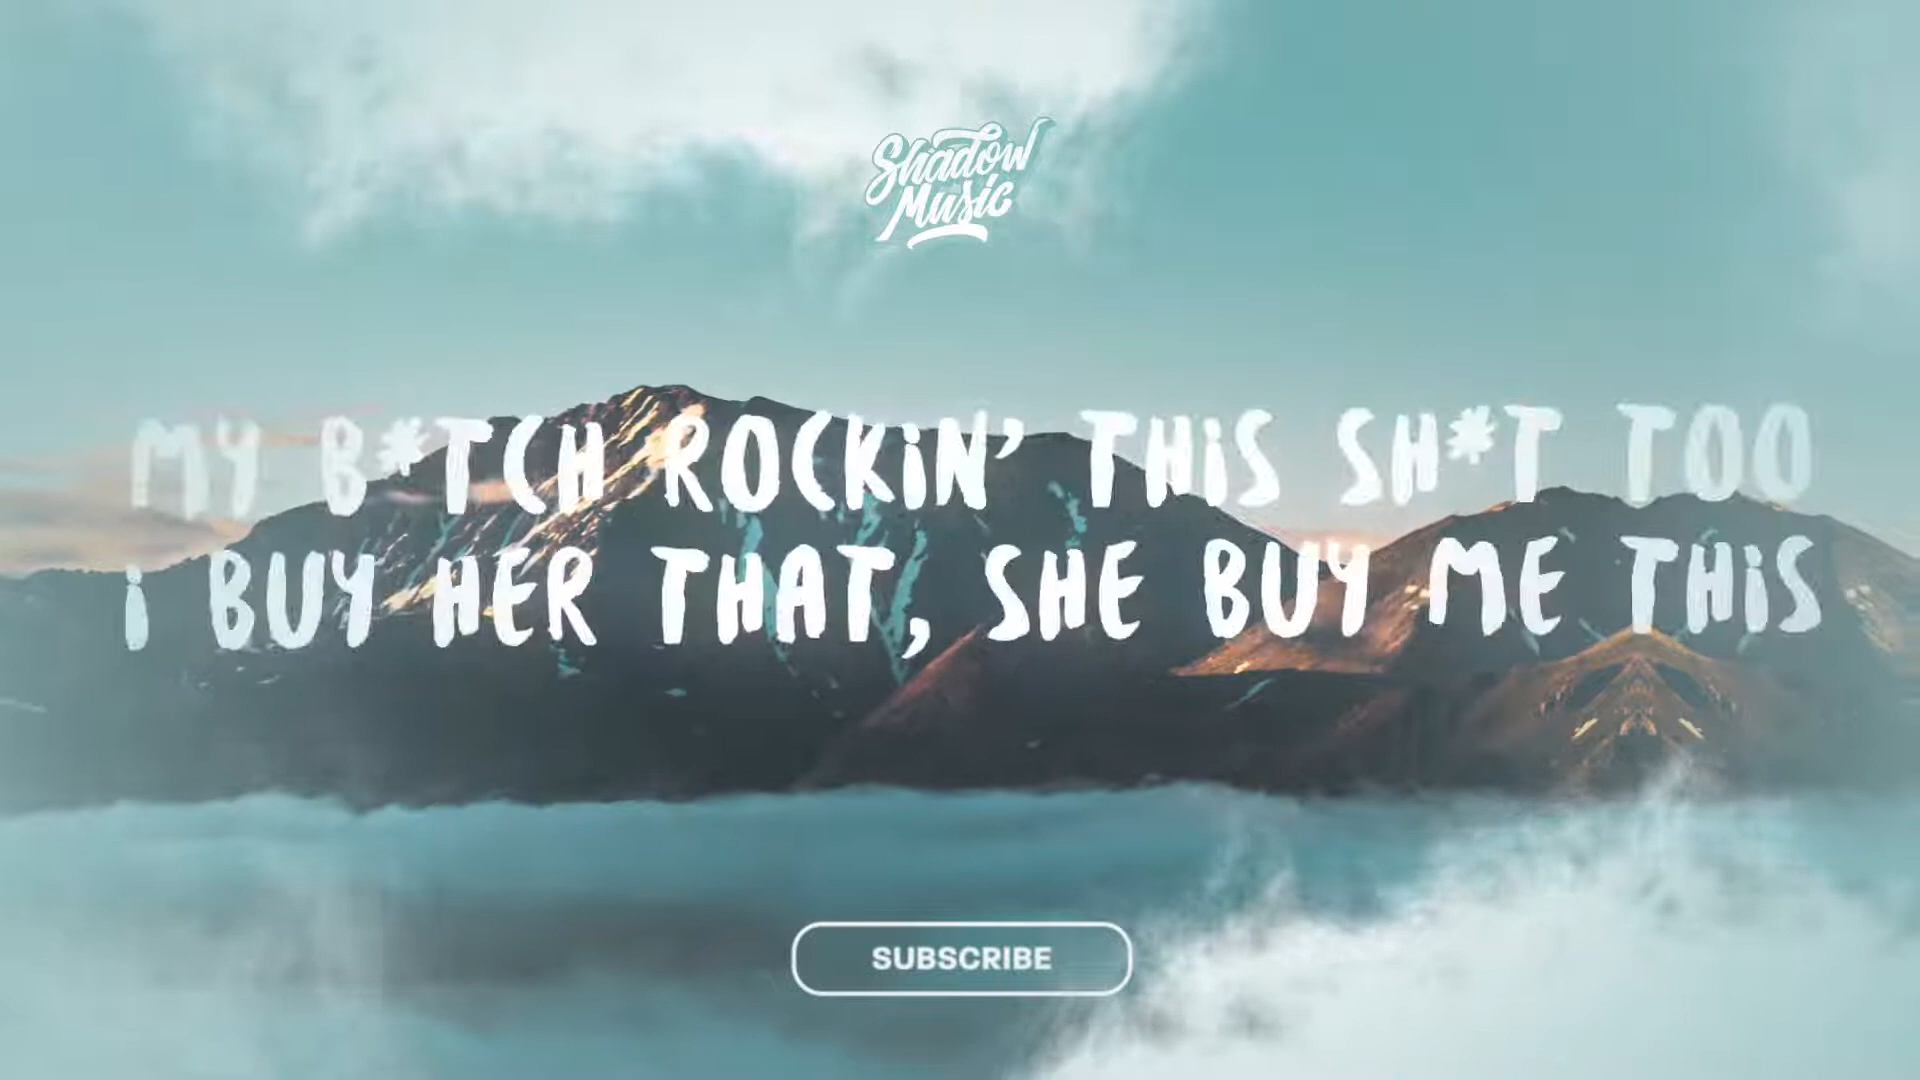 Shadow
Music
MY B*TCH ROCKiN' THiS SH*T TOO
i BUY HER THAT, SHE BUY ME THiS
SUBSCRIBE